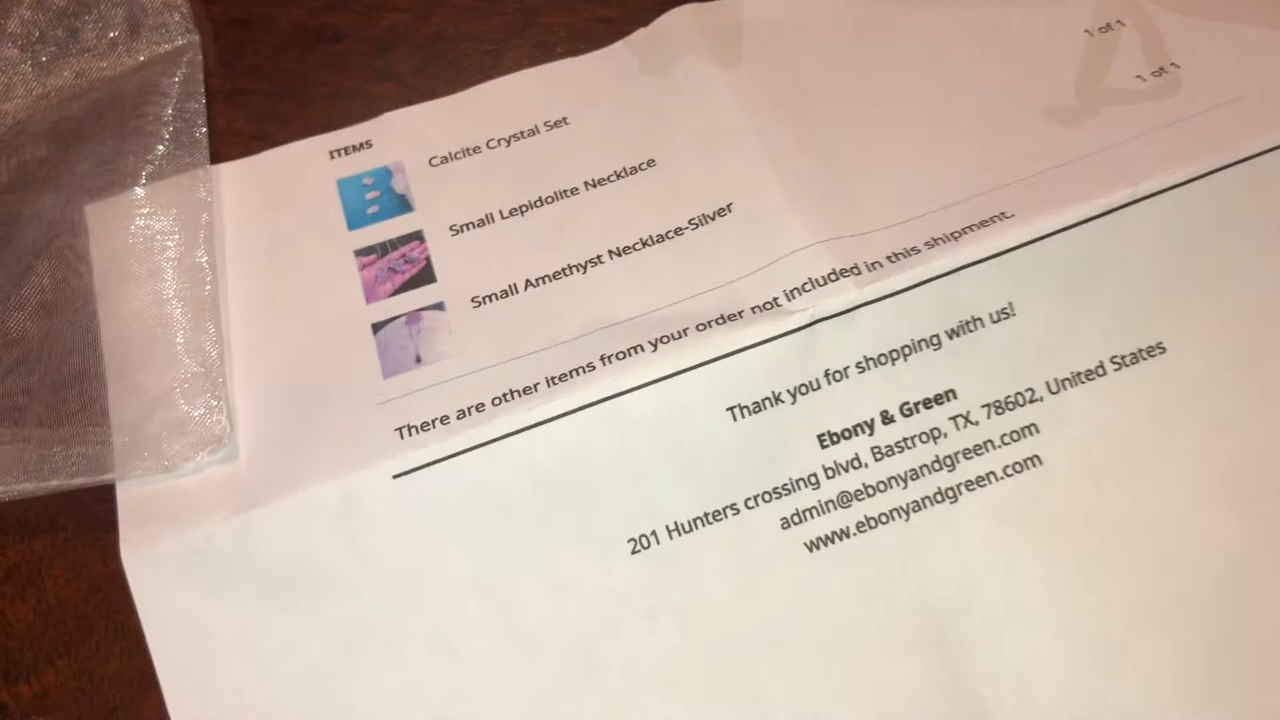 ITEMS
Calcite Crystal Set
1 of 1
Small Lepidolite Necklace
1 of 1
Small Amethyst Necklace-Silver
There are other items from your order not included in this shipment.
Thank you for shopping with us!
Ebony & Green
201 Hunters crossing blvd, Bastrop, TX, 78602, United States
admin@ebonyandgreen.com
www.ebonyandgreen.com